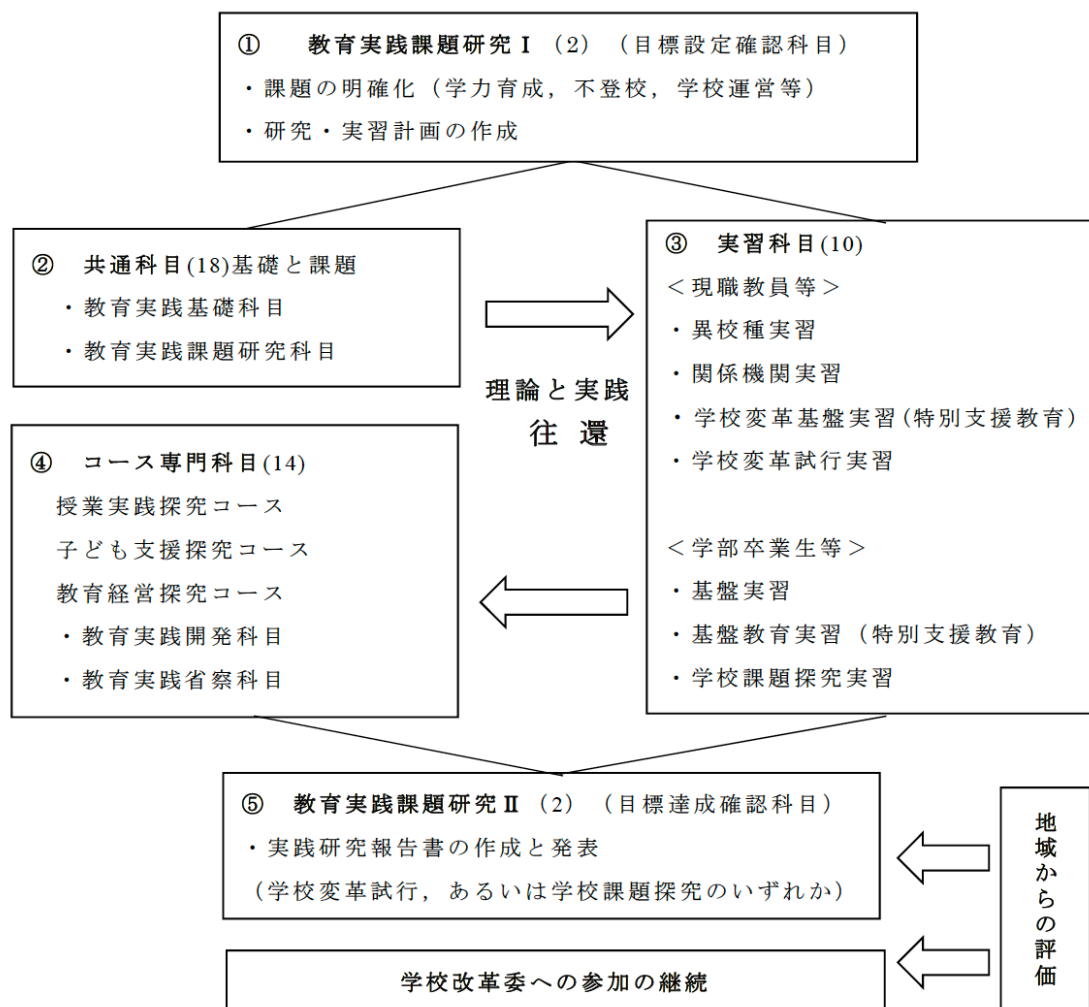 ① 教育実践課題研究Ⅰ（2）（目標設定確認科目）
・課題の明確化（学力育成，不登校，学校運営等）
・研究・実習計画の作成
② 共通科目(18)基礎と課題
・教育実践基礎科目
・教育実践課題研究科目
③ 実習科目(10)
＜現職教員等＞
・異校種実習
・関係機関実習
・学校変革基盤実習(特別支援教育)
・学校変革試行実習
＜学部卒業生等＞
・基盤実習
・基盤教育実習（特別支援教育）
・学校課題探究実習
理論と実践
往還
④ コース専門科目(14)
授業実践探究コース
子ども支援探究コース
教育経営探究コース
・教育実践開発科目
・教育実践省察科目
⑤ 教育実践課題研究Ⅱ（2）（目標達成確認科目）
・実践研究報告書の作成と発表
（学校変革試行，あるいは学校課題探究のいずれか）
地域からの評価
学校改革委への参加の継続